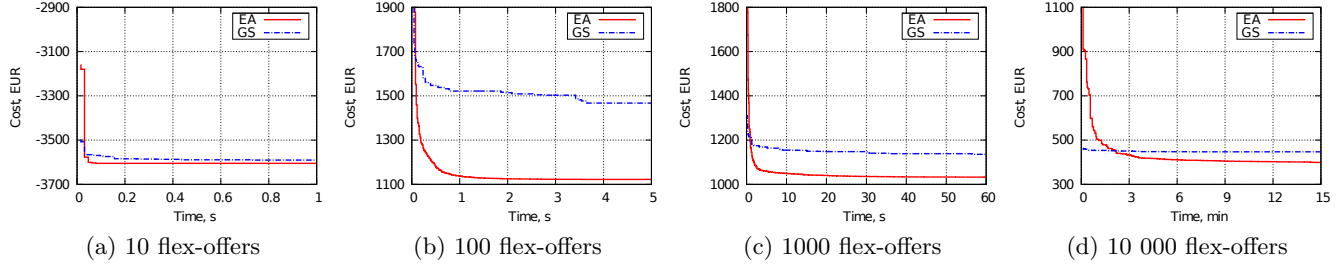 -2900
-3100
-3300
-3500
-3700
Cost, EUR
EA
GS
0 0.2 0.4 0.6 0.8 1
Time, s
(a) 10 flex-offers
1900
1700
1500
1300
1100
Cost, EUR
EA
GS
0 1 2 3 4 5
Time, s
(b) 100 flex-offers
1800
1600
1400
1200
1000
Cost, EUR
EA
GS
0 10 20 30 40 50 60
Time, s
(c) 1000 flex-offers
1100
900
700
500
300
Cost, EUR
EA
GS
0 3 6 9 12 15
Time, min
(d) 10 000 flex-offers